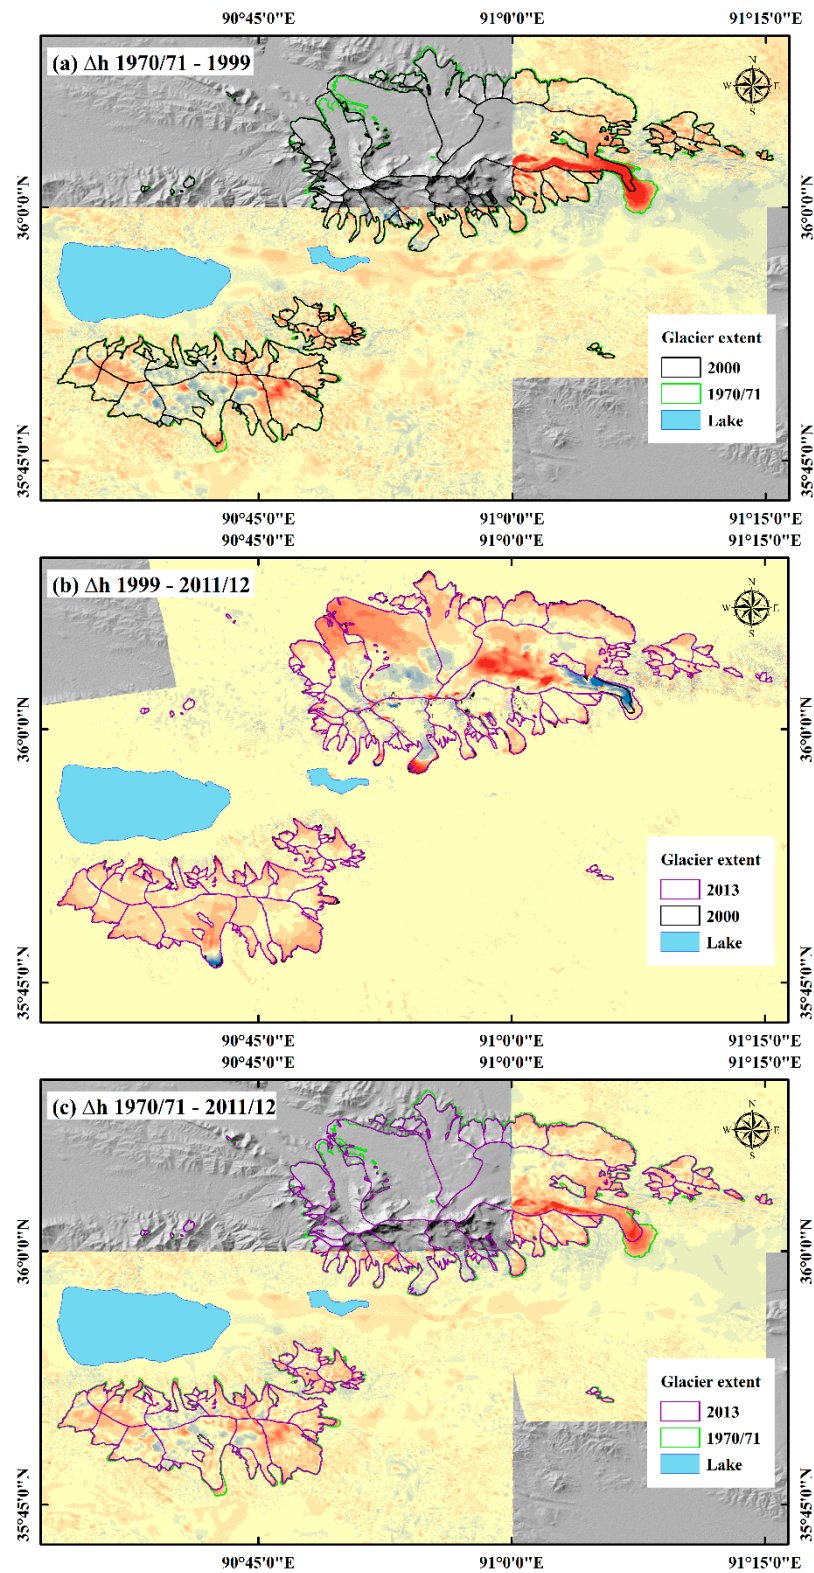 90°45'0"E 91°0'0"E 91°15'0"E
(a) Δh 1970/71 - 1999
N
W E
S
36°0'0"N 36°0'0"N
Glacier extent
2000
1970/71
Lake
35°45'0"N 35°45'0"N
90°45'0"E 91°0'0"E 91°15'0"E
90°45'0"E 91°0'0"E 91°15'0"E
(b) Δh 1999 - 2011/12
N
W E
S
36°0'0"N 36°0'0"N
Glacier extent
2013
2000
Lake
35°45'0"N 35°45'0"N
90°45'0"E 91°0'0"E 91°15'0"E
90°45'0"E 91°0'0"E 91°15'0"E
(c) Δh 1970/71 - 2011/12
N
W E
S
36°0'0"N 36°0'0"N
Glacier extent
2013
1970/71
Lake
35°45'0"N 35°45'0"N
90°45'0"E 91°0'0"E 91°15'0"E